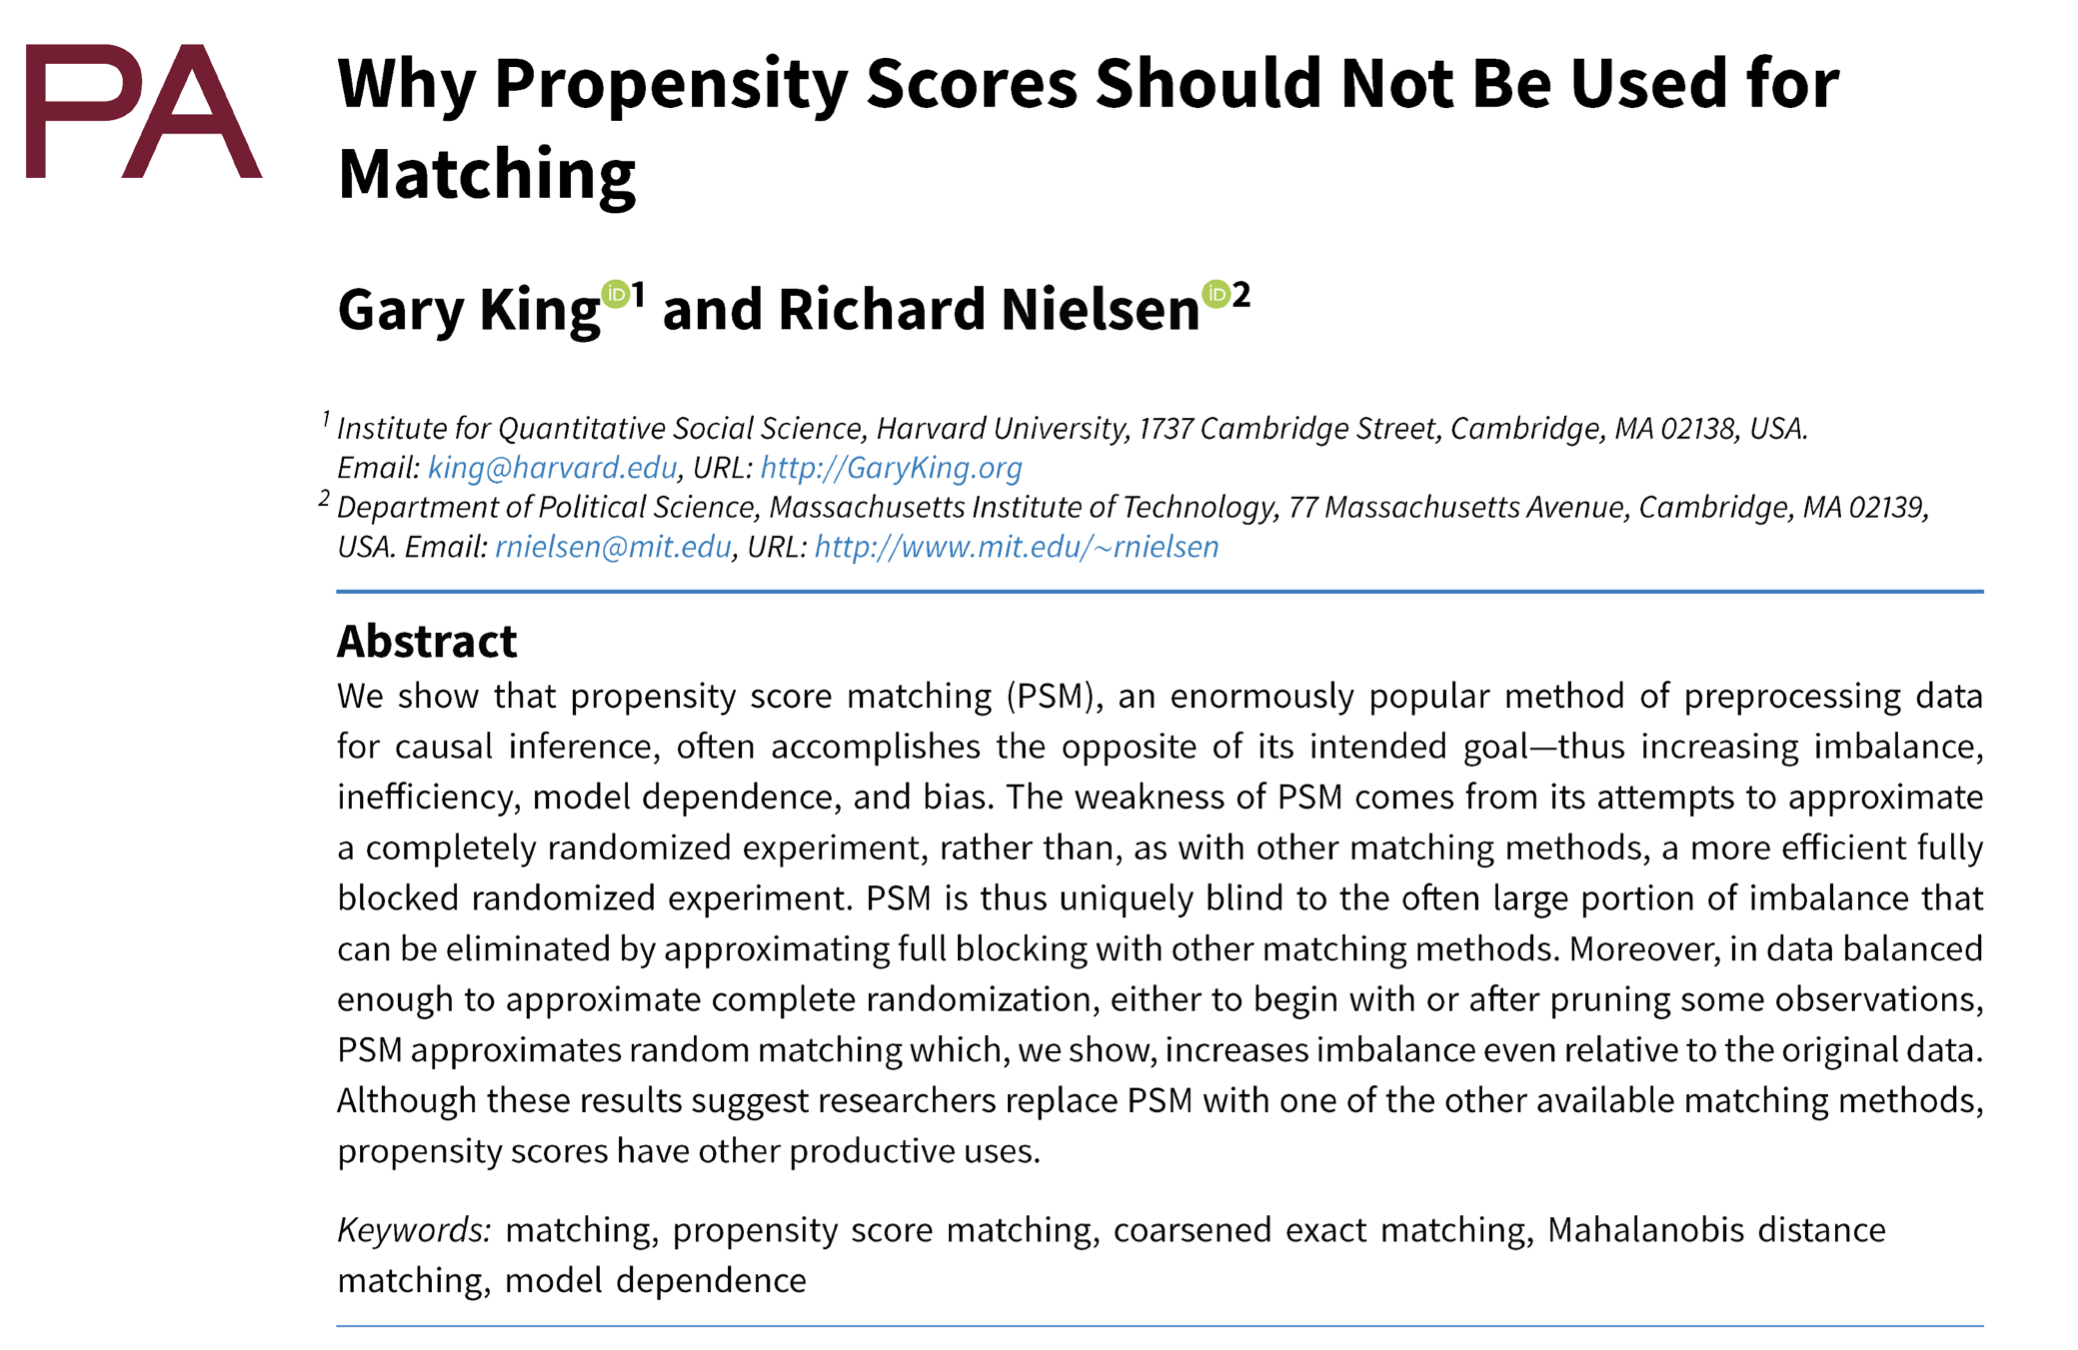 PA
Why Propensity Scores Should Not Be Used for
Matching
Gary King iD 1 and Richard Nielsen iD 2
1 Institute for Quantitative Social Science, Harvard University, 1737 Cambridge Street, Cambridge, MA 02138, USA.
Email: king@harvard.edu, URL: http://GaryKing.org
2 Department of Political Science, Massachusetts Institute of Technology, 77 Massachusetts Avenue, Cambridge, MA 02139,
USA. Email: rnielsen@mit.edu, URL: http://www.mit.edu/~rnielsen
Abstract
We show that propensity score matching (PSM), an enormously popular method of preprocessing data
for causal inference, often accomplishes the opposite of its intended goal—thus increasing imbalance,
inefficiency, model dependence, and bias. The weakness of PSM comes from its attempts to approximate
a completely randomized experiment, rather than, as with other matching methods, a more efficient fully
blocked randomized experiment. PSM is thus uniquely blind to the often large portion of imbalance that
can be eliminated by approximating full blocking with other matching methods. Moreover, in data balanced
enough to approximate complete randomization, either to begin with or after pruning some observations,
PSM approximates random matching which, we show, increases imbalance even relative to the original data.
Although these results suggest researchers replace PSM with one of the other available matching methods,
propensity scores have other productive uses.
Keywords: matching, propensity score matching, coarsened exact matching, Mahalanobis distance
matching, model dependence